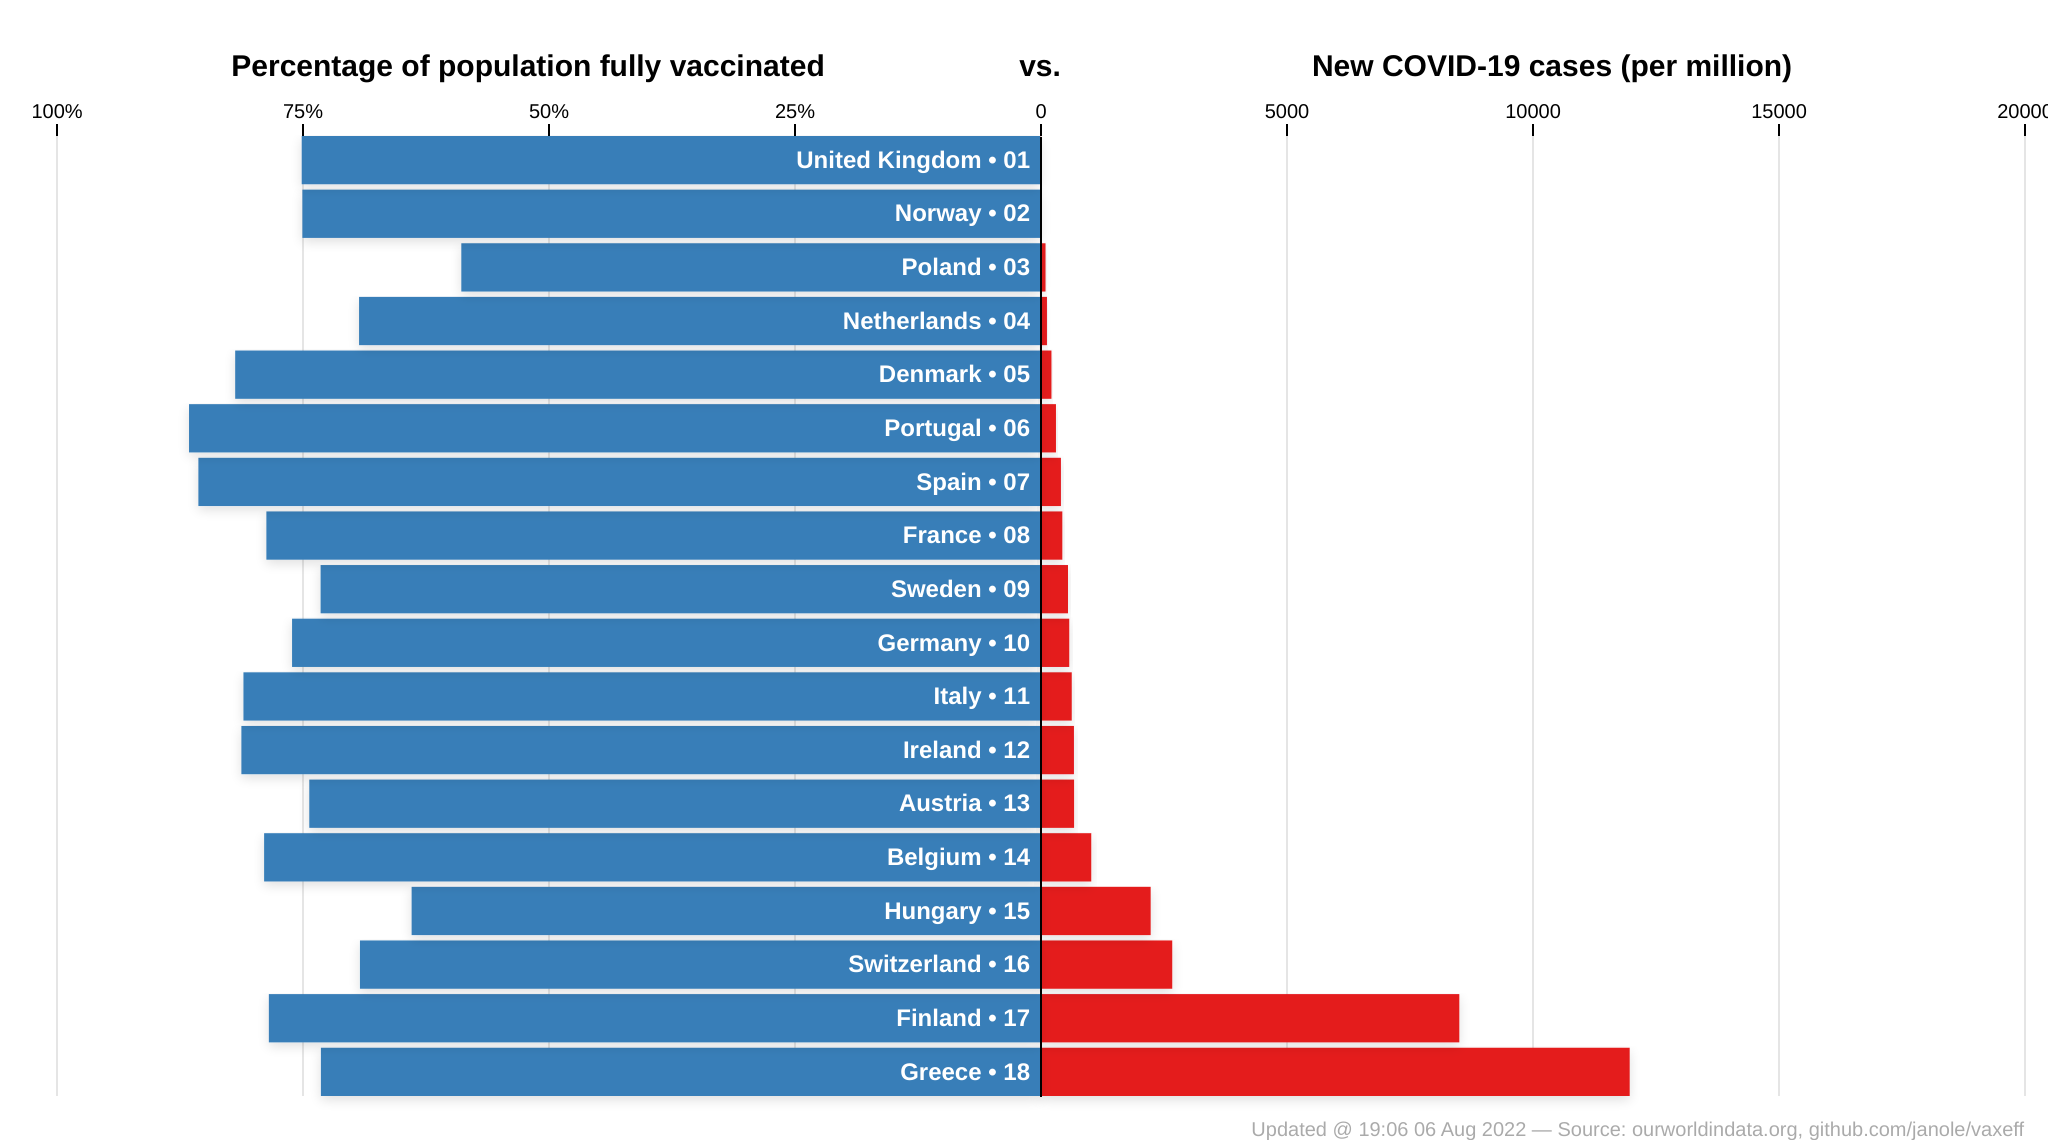 Percentage of population fully vaccinated vs. New COVID-19 cases (per million)
100% 75% 50% 25% 0 5000 10000 15000 20000
United Kingdom • 01
Norway • 02
Poland • 03
Netherlands • 04
Denmark • 05
Portugal • 06
Spain • 07
France • 08
Sweden • 09
Germany • 10
Italy • 11
Ireland • 12
Austria • 13
Belgium • 14
Hungary • 15
Switzerland • 16
Finland • 17
Greece • 18
Updated @ 19:06 06 Aug 2022 — Source: ourworldindata.org, github.com/janole/vaxeff